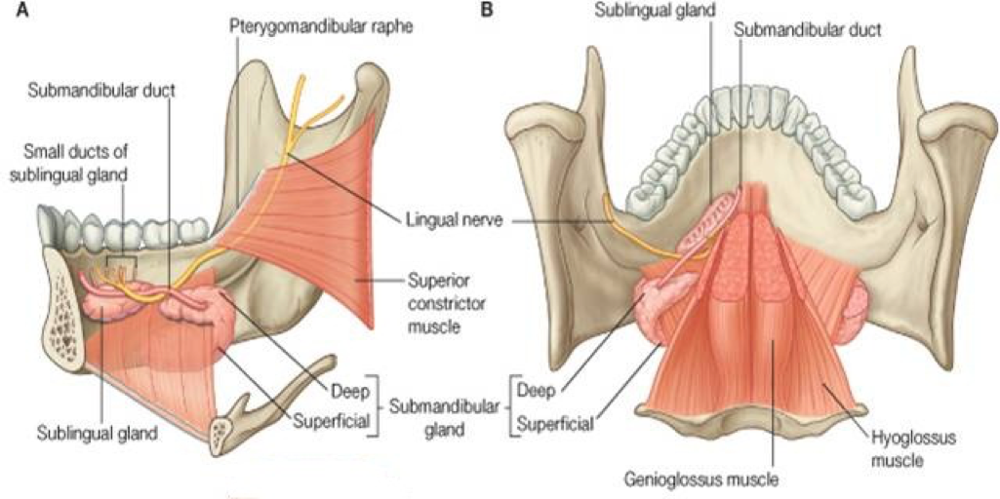 A
Pterygomandibular raphe
Submandibular duct
Small ducts of
sublingual gland
Lingual nerve
Superior
constrictor
muscle
Deep
Superficial
Submandibular
gland
Sublingual gland
B
Sublingual gland
Submandibular duct
Deep
Superficial
Hyoglossus
muscle
Genioglossus muscle